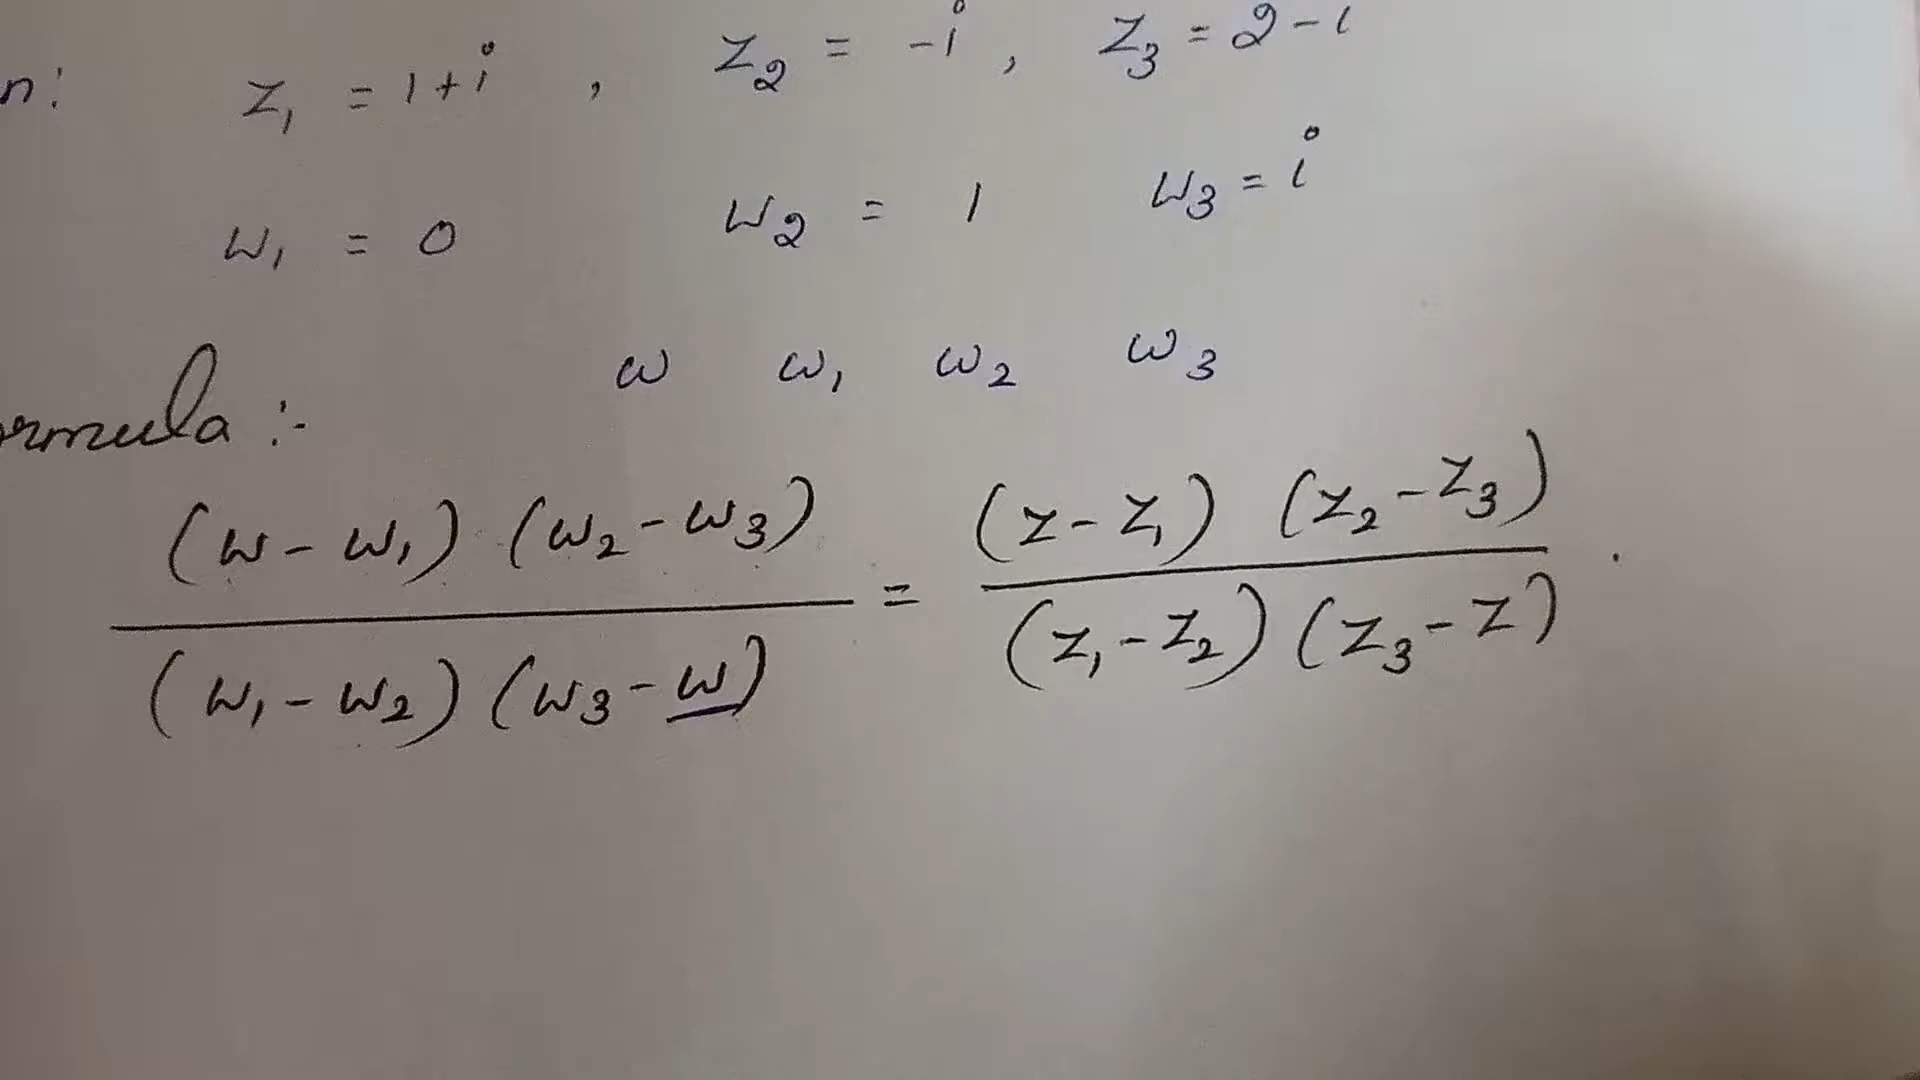 n: z₁ = 1+i , z₂ = -i , z₃ = 2-i
w₁ = 0 w₂ = 1 w₃ = i
w w₁ w₂ w₃
ormula :-
(w-w₁) (w₂-w₃) / (w₁-w₂) (w₃-w) = (z-z₁) (z₂-z₃) / (z₁-z₂) (z₃-z) .